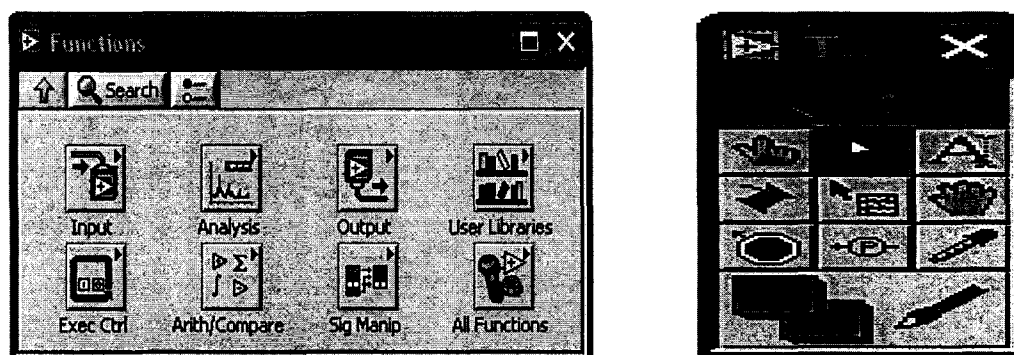 Functions
Search
Input Analysis Output User Libraries
Exec Ctrl Arith/Compare Sig Manip All Functions
A
P